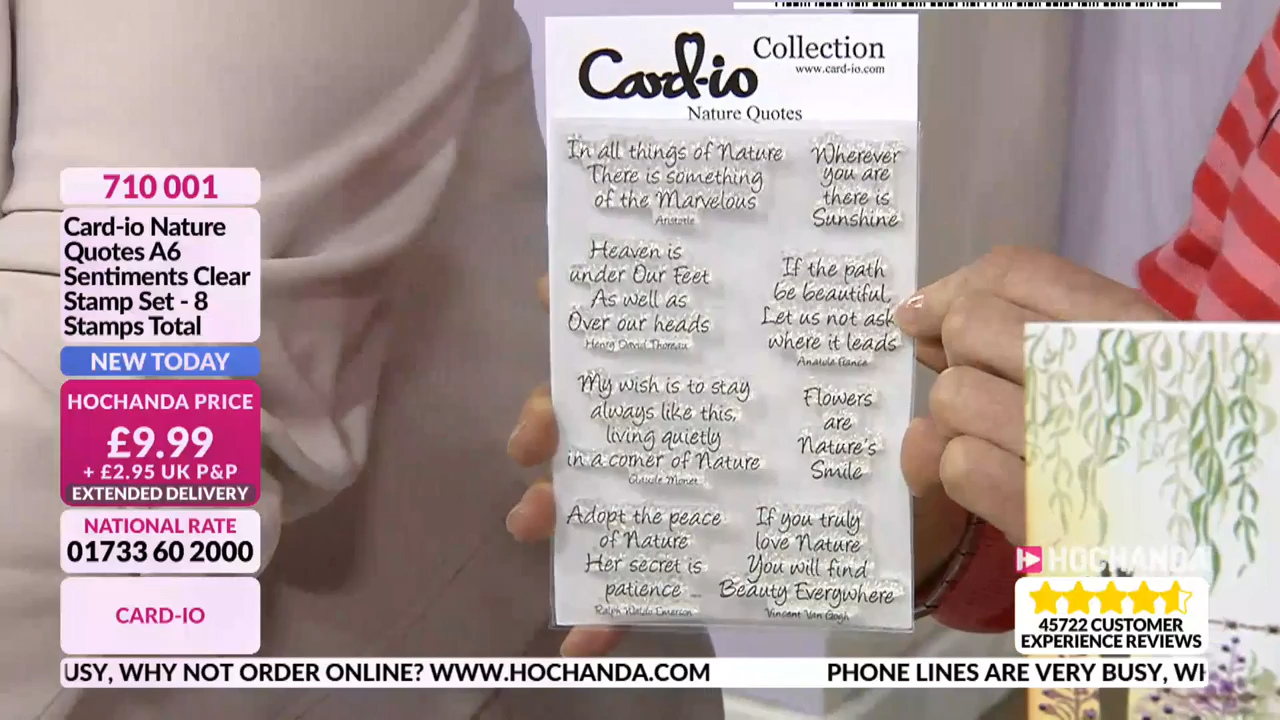 Card-io Collection
www.card-io.com
Nature Quotes
In all things of Nature
There is something
of the Marvelous
Aristotle
Wherever
you are
there is
Sunshine
Heaven is
under Our Feet
As well as
Over our heads
Henry David Thoreau
If the path
be beautiful,
Let us not ask
where it leads
Anatole France
My wish is to stay
always like this,
living quietly
in a corner of Nature
Claude Monet
Flowers
are
Nature's
Smile
Adopt the peace
of Nature
Her secret is
patience
Ralph Waldo Emerson
If you truly
love Nature
You will find
Beauty Everywhere
Vincent Van Gogh
710 001
Card-io Nature
Quotes A6
Sentiments Clear
Stamp Set - 8
Stamps Total
NEW TODAY
HOCHANDA PRICE
£9.99
+ £2.95 UK P&P
EXTENDED DELIVERY
NATIONAL RATE
01733 60 2000
CARD-IO
HOCHANDA
45722 CUSTOMER
EXPERIENCE REVIEWS
USY, WHY NOT ORDER ONLINE? WWW.HOCHANDA.COM PHONE LINES ARE VERY BUSY, WH